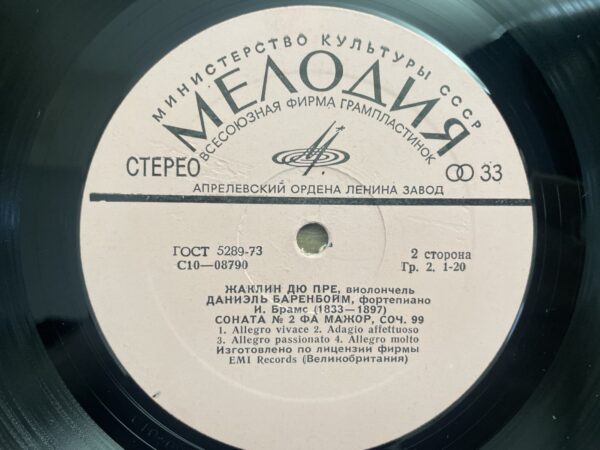 МИНИСТЕРСТВО КУЛЬТУРЫ СССР
МЕЛОДИЯ
ВСЕСОЮЗНАЯ ФИРМА ГРАМПЛАСТИНОК
СТЕРЕО
33
АПРЕЛЕВСКИЙ ОРДЕНА ЛЕНИНА ЗАВОД
ГОСТ 5289-73
2 сторона
С10—08790
Гр. 2. 1-20
ЖАКЛИН ДЮ ПРЕ, виолончель
ДАНИЭЛЬ БАРЕНБОЙМ, фортепиано
И. Брамс (1833—1897)
СОНАТА № 2 ФА МАЖОР, СОЧ. 99
1. Allegro vivace 2. Adagio affettuoso
3. Allegro passionato 4. Allegro molto
Изготовлено по лицензии фирмы
EMI Records (Великобритания)